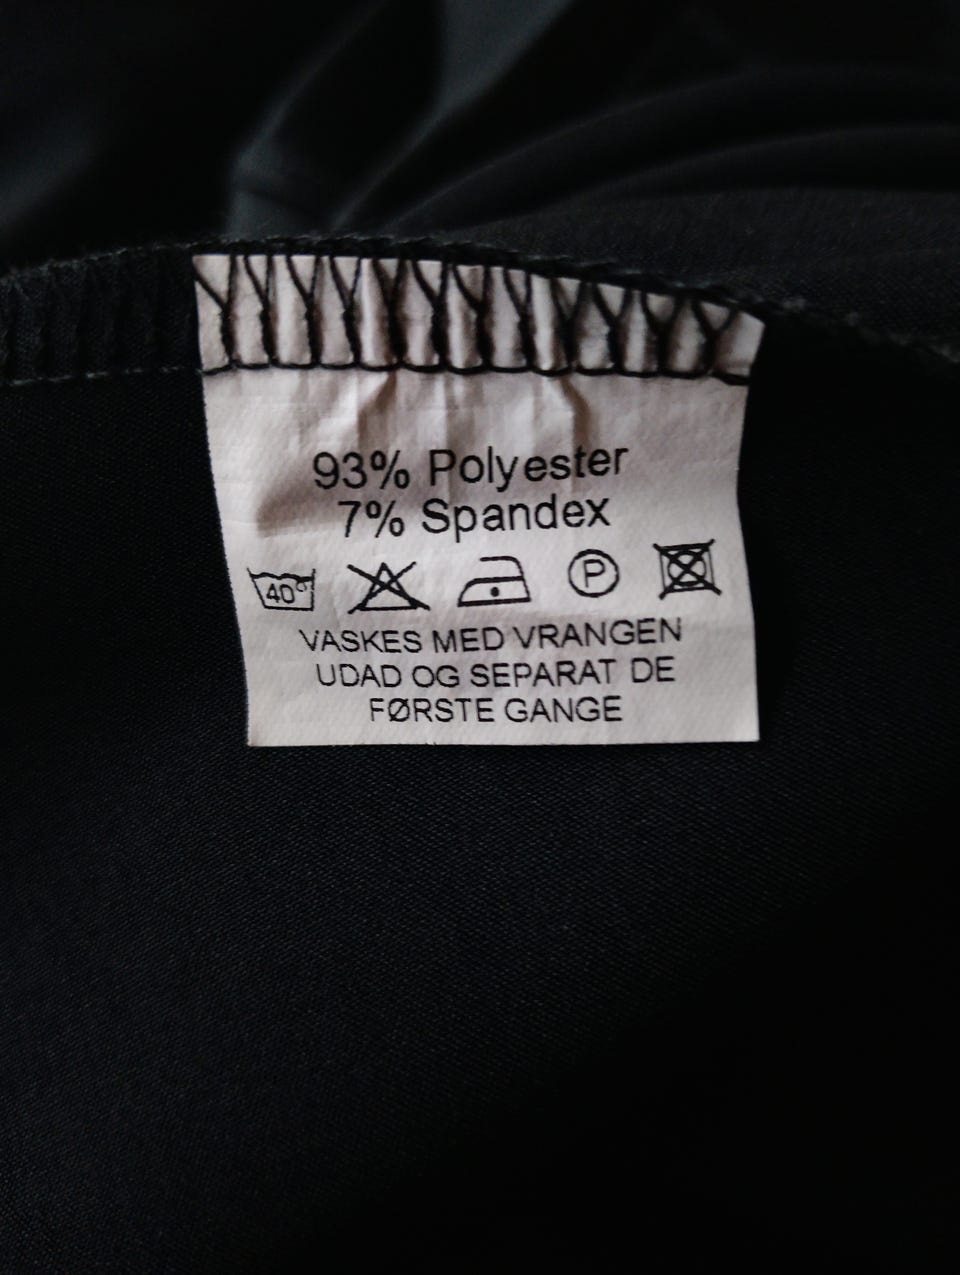 93% Polyester
7% Spandex
40° P
VASKES MED VRANGEN
UDAD OG SEPARAT DE
FØRSTE GANGE